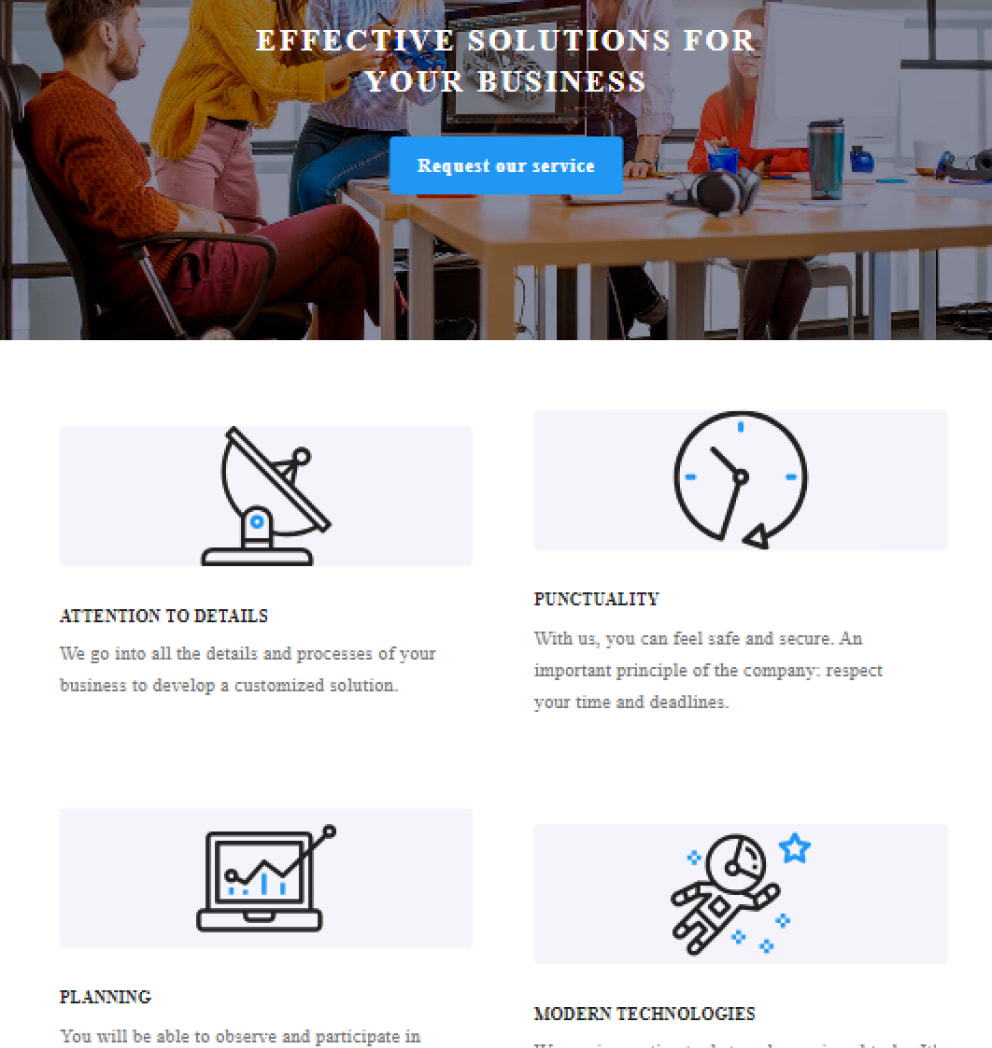 EFFECTIVE SOLUTIONS FOR
YOUR BUSINESS
Request our service
ATTENTION TO DETAILS
We go into all the details and processes of your
business to develop a customized solution.
PUNCTUALITY
With us, you can feel safe and secure. An
important principle of the company: respect
your time and deadlines.
PLANNING
You will be able to observe and participate in
MODERN TECHNOLOGIES